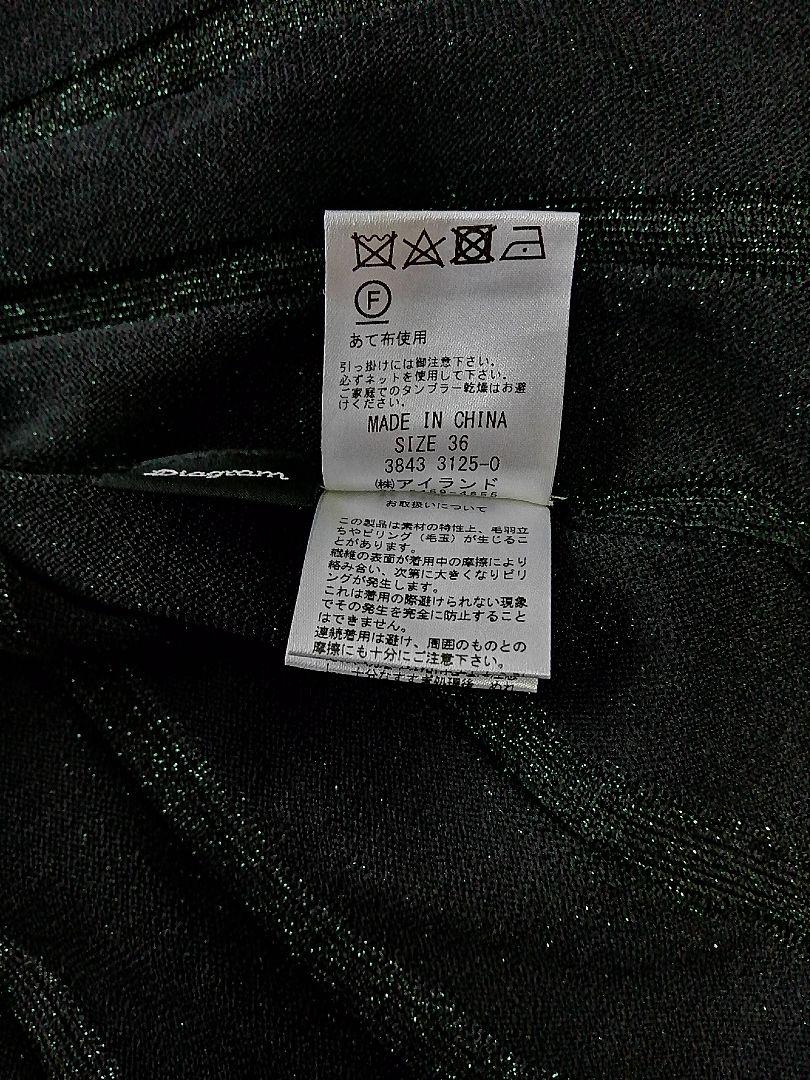 F
あて布使用
引っ掛けには御注意下さい。
必ずネットを使用して下さい。
ご家庭でのタンブラー乾燥はお避
けください。
MADE IN CHINA
SIZE 36
3843 3125-0
㈱アイランド
Diagram
お取扱いについて
この製品は素材の特性上、毛羽立
ちやピリング（毛玉）が生じるこ
とがあります。
繊維の表面が着用中の摩擦により
絡み合い、次第に大きくなりピリ
ングが発生します。
これは着用の際避けられない現象
でその発生を完全に防止すること
はできません。
連続着用は避け、周囲のものとの
摩擦にも十分にご注意下さい。